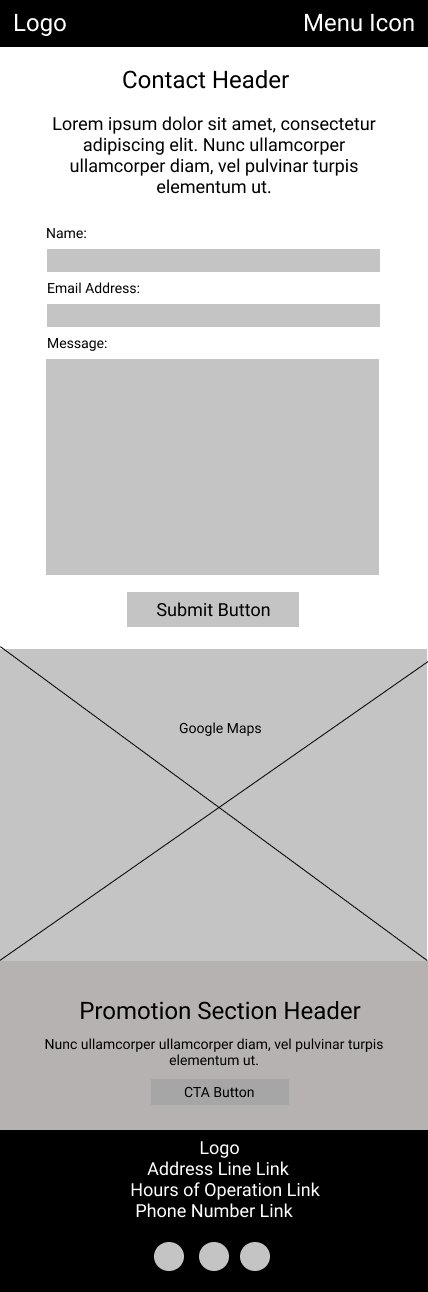 Logo
Menu Icon
Contact Header
Lorem ipsum dolor sit amet, consectetur
adipiscing elit. Nunc ullamcorper
ullamcorper diam, vel pulvinar turpis
elementum ut.
Name:
Email Address:
Message:
Submit Button
Google Maps
Promotion Section Header
Nunc ullamcorper ullamcorper diam, vel pulvinar turpis
elementum ut.
CTA Button
Logo
Address Line Link
Hours of Operation Link
Phone Number Link